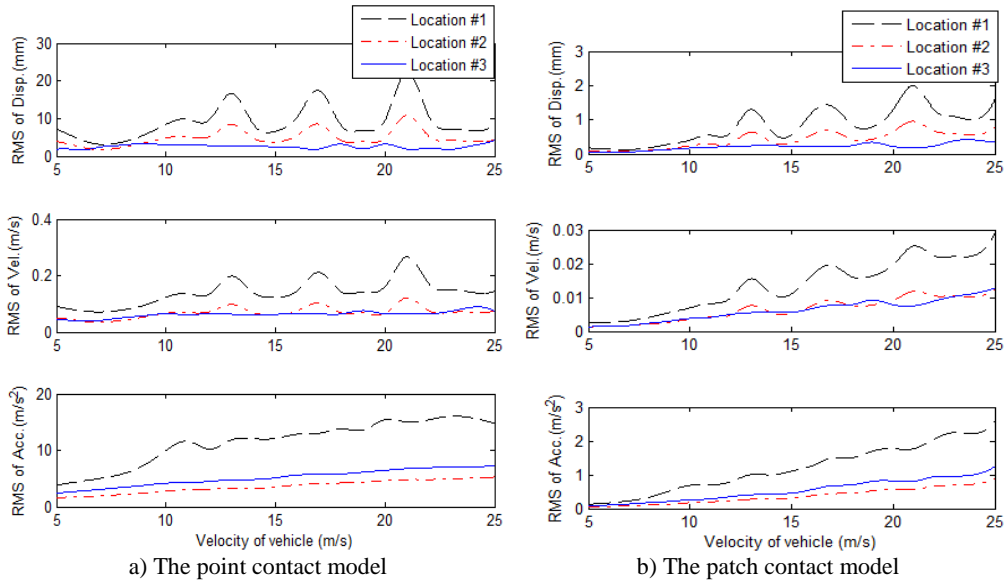 Location #1
Location #2
Location #3
30
20
10
0
RMS of Disp.(mm)
5 10 15 20 25
0.4
0.2
0
RMS of Vel.(m/s)
5 10 15 20 25
20
10
0
RMS of Acc.(m/s²)
5 10 15 20 25
Velocity of vehicle (m/s)
a) The point contact model
Location #1
Location #2
Location #3
3
2
1
0
RMS of Disp.(mm)
5 10 15 20 25
0.03
0.02
0.01
0
RMS of Vel.(m/s)
5 10 15 20 25
3
2
1
0
RMS of Acc.(m/s²)
5 10 15 20 25
Velocity of vehicle (m/s)
b) The patch contact model